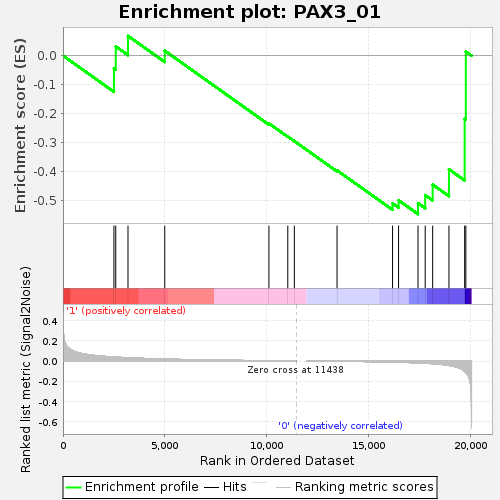 Enrichment plot: PAX3_01
Enrichment score (ES)
0.0
-0.1
-0.2
-0.3
-0.4
-0.5
'1' (positively correlated)
Ranked list metric (Signal2Noise)
0.4
0.2
0.0
-0.2
-0.4
-0.6
Zero cross at 11438
'0' (negatively correlated)
0
5,000
10,000
15,000
20,000
Rank in Ordered Dataset
Enrichment profile
Hits
Ranking metric scores